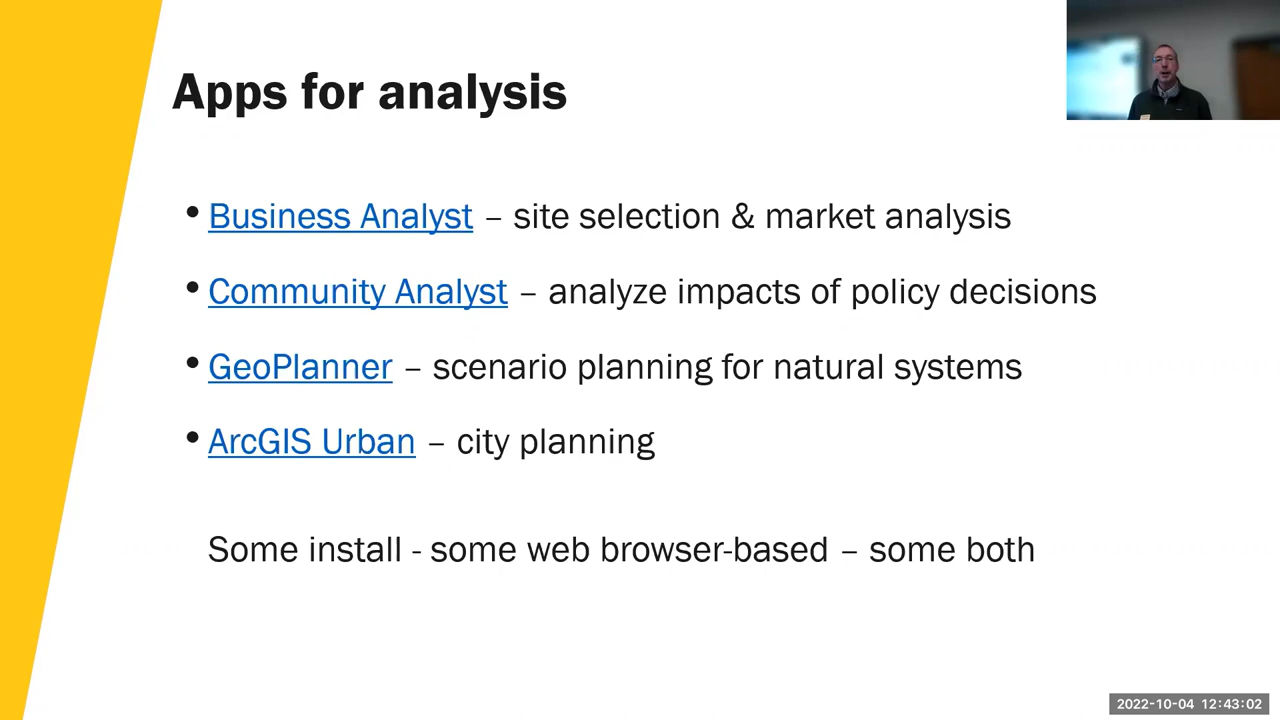 Apps for analysis
• Business Analyst – site selection & market analysis
• Community Analyst – analyze impacts of policy decisions
• GeoPlanner – scenario planning for natural systems
• ArcGIS Urban – city planning
Some install - some web browser-based – some both
2022-10-04 12:43:02